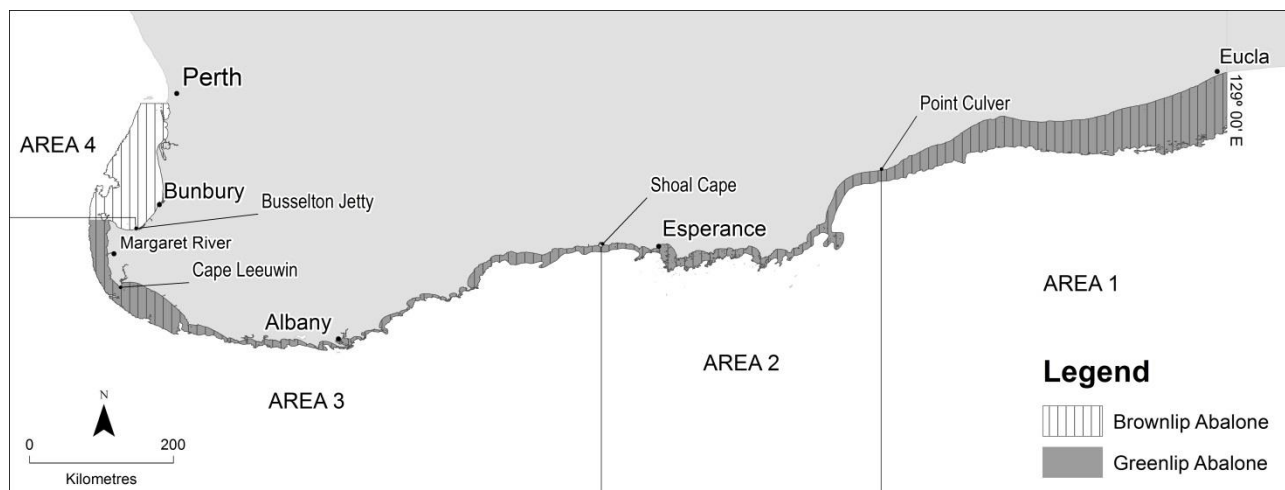 Perth
Eucla
129° 00' E
Point Culver
AREA 4
Bunbury
Busselton Jetty
Shoal Cape
Esperance
Margaret River
Cape Leeuwin
AREA 1
Albany
AREA 2
AREA 3
Legend
N
Brownlip Abalone
0 200
Greenlip Abalone
Kilometres